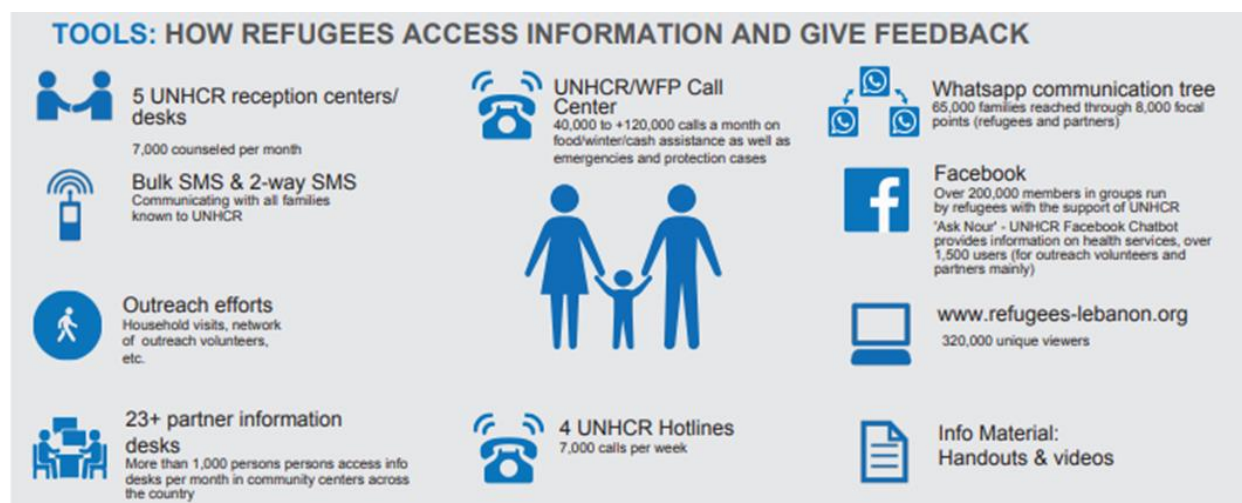 TOOLS: HOW REFUGEES ACCESS INFORMATION AND GIVE FEEDBACK
5 UNHCR reception centers/
desks
7,000 counseled per month
Bulk SMS & 2-way SMS
Communicating with all families
known to UNHCR
Outreach efforts
Household visits, network
of outreach volunteers,
etc.
23+ partner information
desks
More than 1,000 persons persons access info
desks per month in community centers across
the country
UNHCR/WFP Call
Center
40,000 to +120,000 calls a month on
food/winter/cash assistance as well as
emergencies and protection cases
4 UNHCR Hotlines
7,000 calls per week
Whatsapp communication tree
65,000 families reached through 8,000 focal
points (refugees and partners)
Facebook
Over 200,000 members in groups run
by refugees with the support of UNHCR
'Ask Nour' - UNHCR Facebook Chatbot
provides information on health services, over
1,500 users (for outreach volunteers and
partners mainly)
www.refugees-lebanon.org
320,000 unique viewers
Info Material:
Handouts & videos